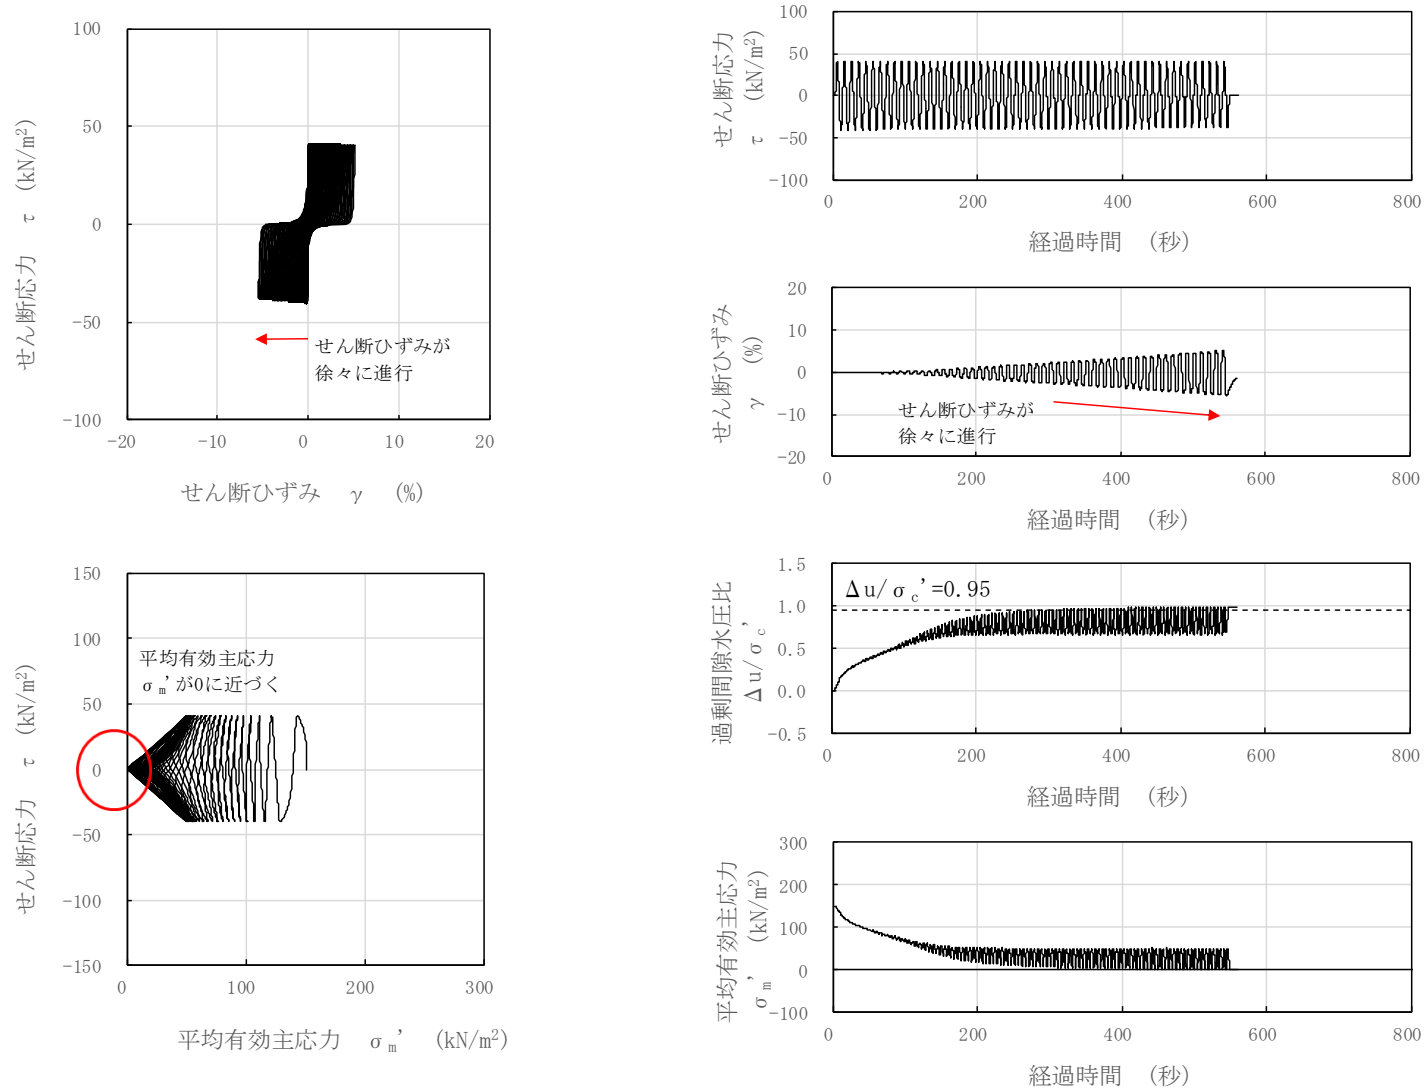 100
50
0
-50
-100
-20
-10
0
10
20
せん断応力 τ (kN/m²)
せん断ひずみ γ (%)
せん断ひずみが
徐々に進行
150
100
50
0
-50
-100
-150
0
100
200
300
せん断応力 τ (kN/m²)
平均有効主応力 σm' (kN/m²)
平均有効主応力
σm'が0に近づく
100
50
0
-50
-100
0
200
400
600
800
せん断応力
τ (kN/m²)
経過時間 (秒)
20
10
0
-10
-20
0
200
400
600
800
せん断ひずみ
γ (%)
経過時間 (秒)
せん断ひずみが
徐々に進行
1.5
1.0
0.5
0.0
-0.5
0
200
400
600
800
過剰間隙水圧比
Δu/σc'
経過時間 (秒)
Δu/σc'=0.95
300
200
100
0
-100
0
200
400
600
800
平均有効主応力
σm' (kN/m²)
経過時間 (秒)